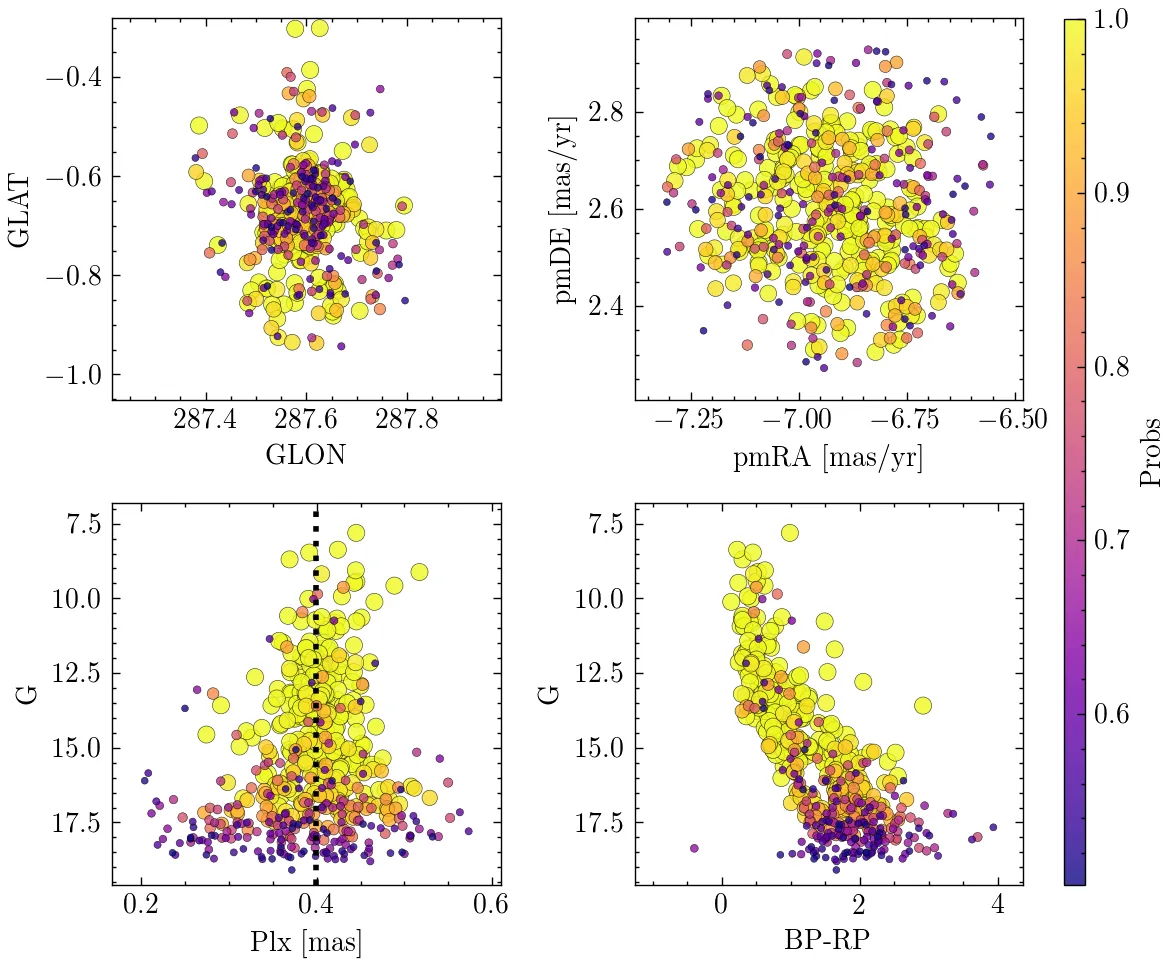 −0.4
−0.6
−0.8
−1.0
GLAT
287.4 287.6 287.8
GLON
2.8
2.6
2.4
pmDE [mas/yr]
−7.25 −7.00 −6.75 −6.50
pmRA [mas/yr]
7.5
10.0
12.5
15.0
17.5
G
0.2 0.4 0.6
Plx [mas]
7.5
10.0
12.5
15.0
17.5
G
0 2 4
BP-RP
1.0
0.9
0.8
0.7
0.6
Probs